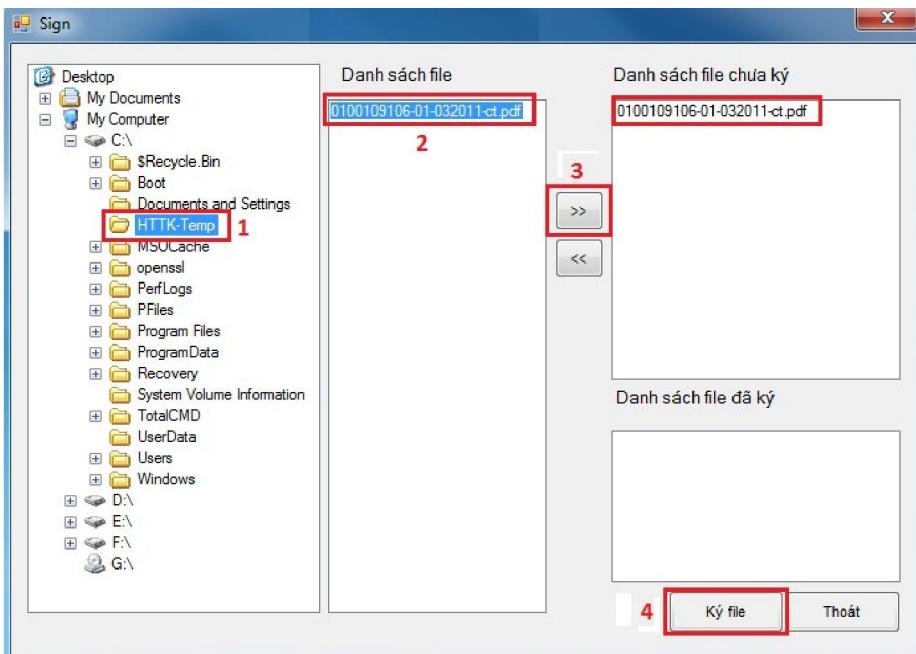 Sign
Desktop
My Documents
My Computer
C:\
$Recycle.Bin
Boot
Documents and Settings
HTTK-Temp
1
MSOCache
openssl
PerfLogs
PFiles
Program Files
ProgramData
Recovery
System Volume Information
TotalCMD
UserData
Users
Windows
D:\
E:\
F:\
G:\
Danh sách file
0100109106-01-032011-ct.pdf
2
3
>>
<<
Danh sách file chưa ký
0100109106-01-032011-ct.pdf
Danh sách file đã ký
4
Ký file
Thoát